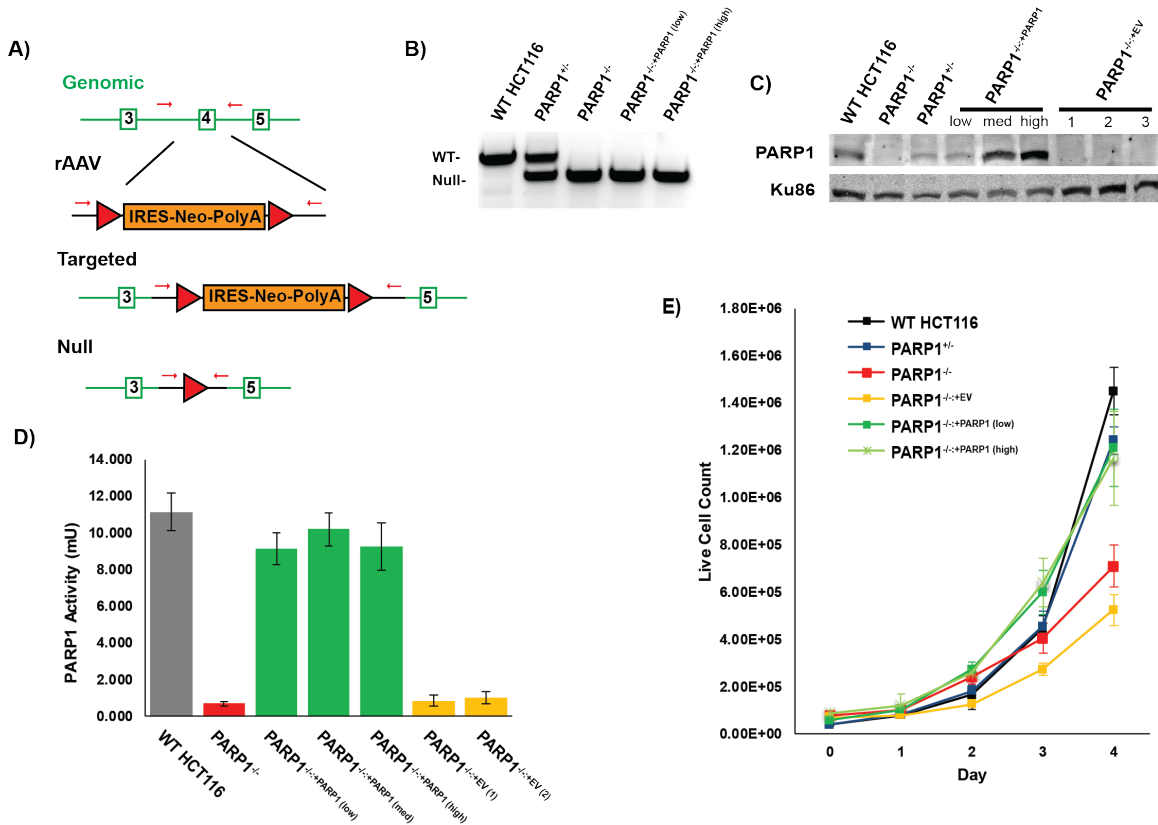 A)
Genomic
3 4 5
rAAV
IRES-Neo-PolyA
Targeted
3 IRES-Neo-PolyA 5
Null
3 5
B)
WT HCT116
PARP1+/-
PARP1-/-
PARP1-/-:+PARP1 (low)
PARP1-/-:+PARP1 (high)
WT-
Null-
C)
WT HCT116
PARP1-/-
PARP1+/-
PARP1-/-:+PARP1
PARP1-/-:+EV
low med high 1 2 3
PARP1
Ku86
D)
PARP1 Activity (mU)
14.000
12.000
10.000
8.000
6.000
4.000
2.000
0.000
WT HCT116
PARP1-/-
PARP1-/-:+PARP1 (low)
PARP1-/-:+PARP1 (med)
PARP1-/-:+PARP1 (high)
PARP1-/-:+EV (1)
PARP1-/-:+EV (2)
E)
Live Cell Count
1.80E+06
1.60E+06
1.40E+06
1.20E+06
1.00E+06
8.00E+05
6.00E+05
4.00E+05
2.00E+05
0.00E+00
WT HCT116
PARP1+/-
PARP1-/-
PARP1-/-:+EV
PARP1-/-:+PARP1 (low)
PARP1-/-:+PARP1 (high)
0 1 2 3 4
Day